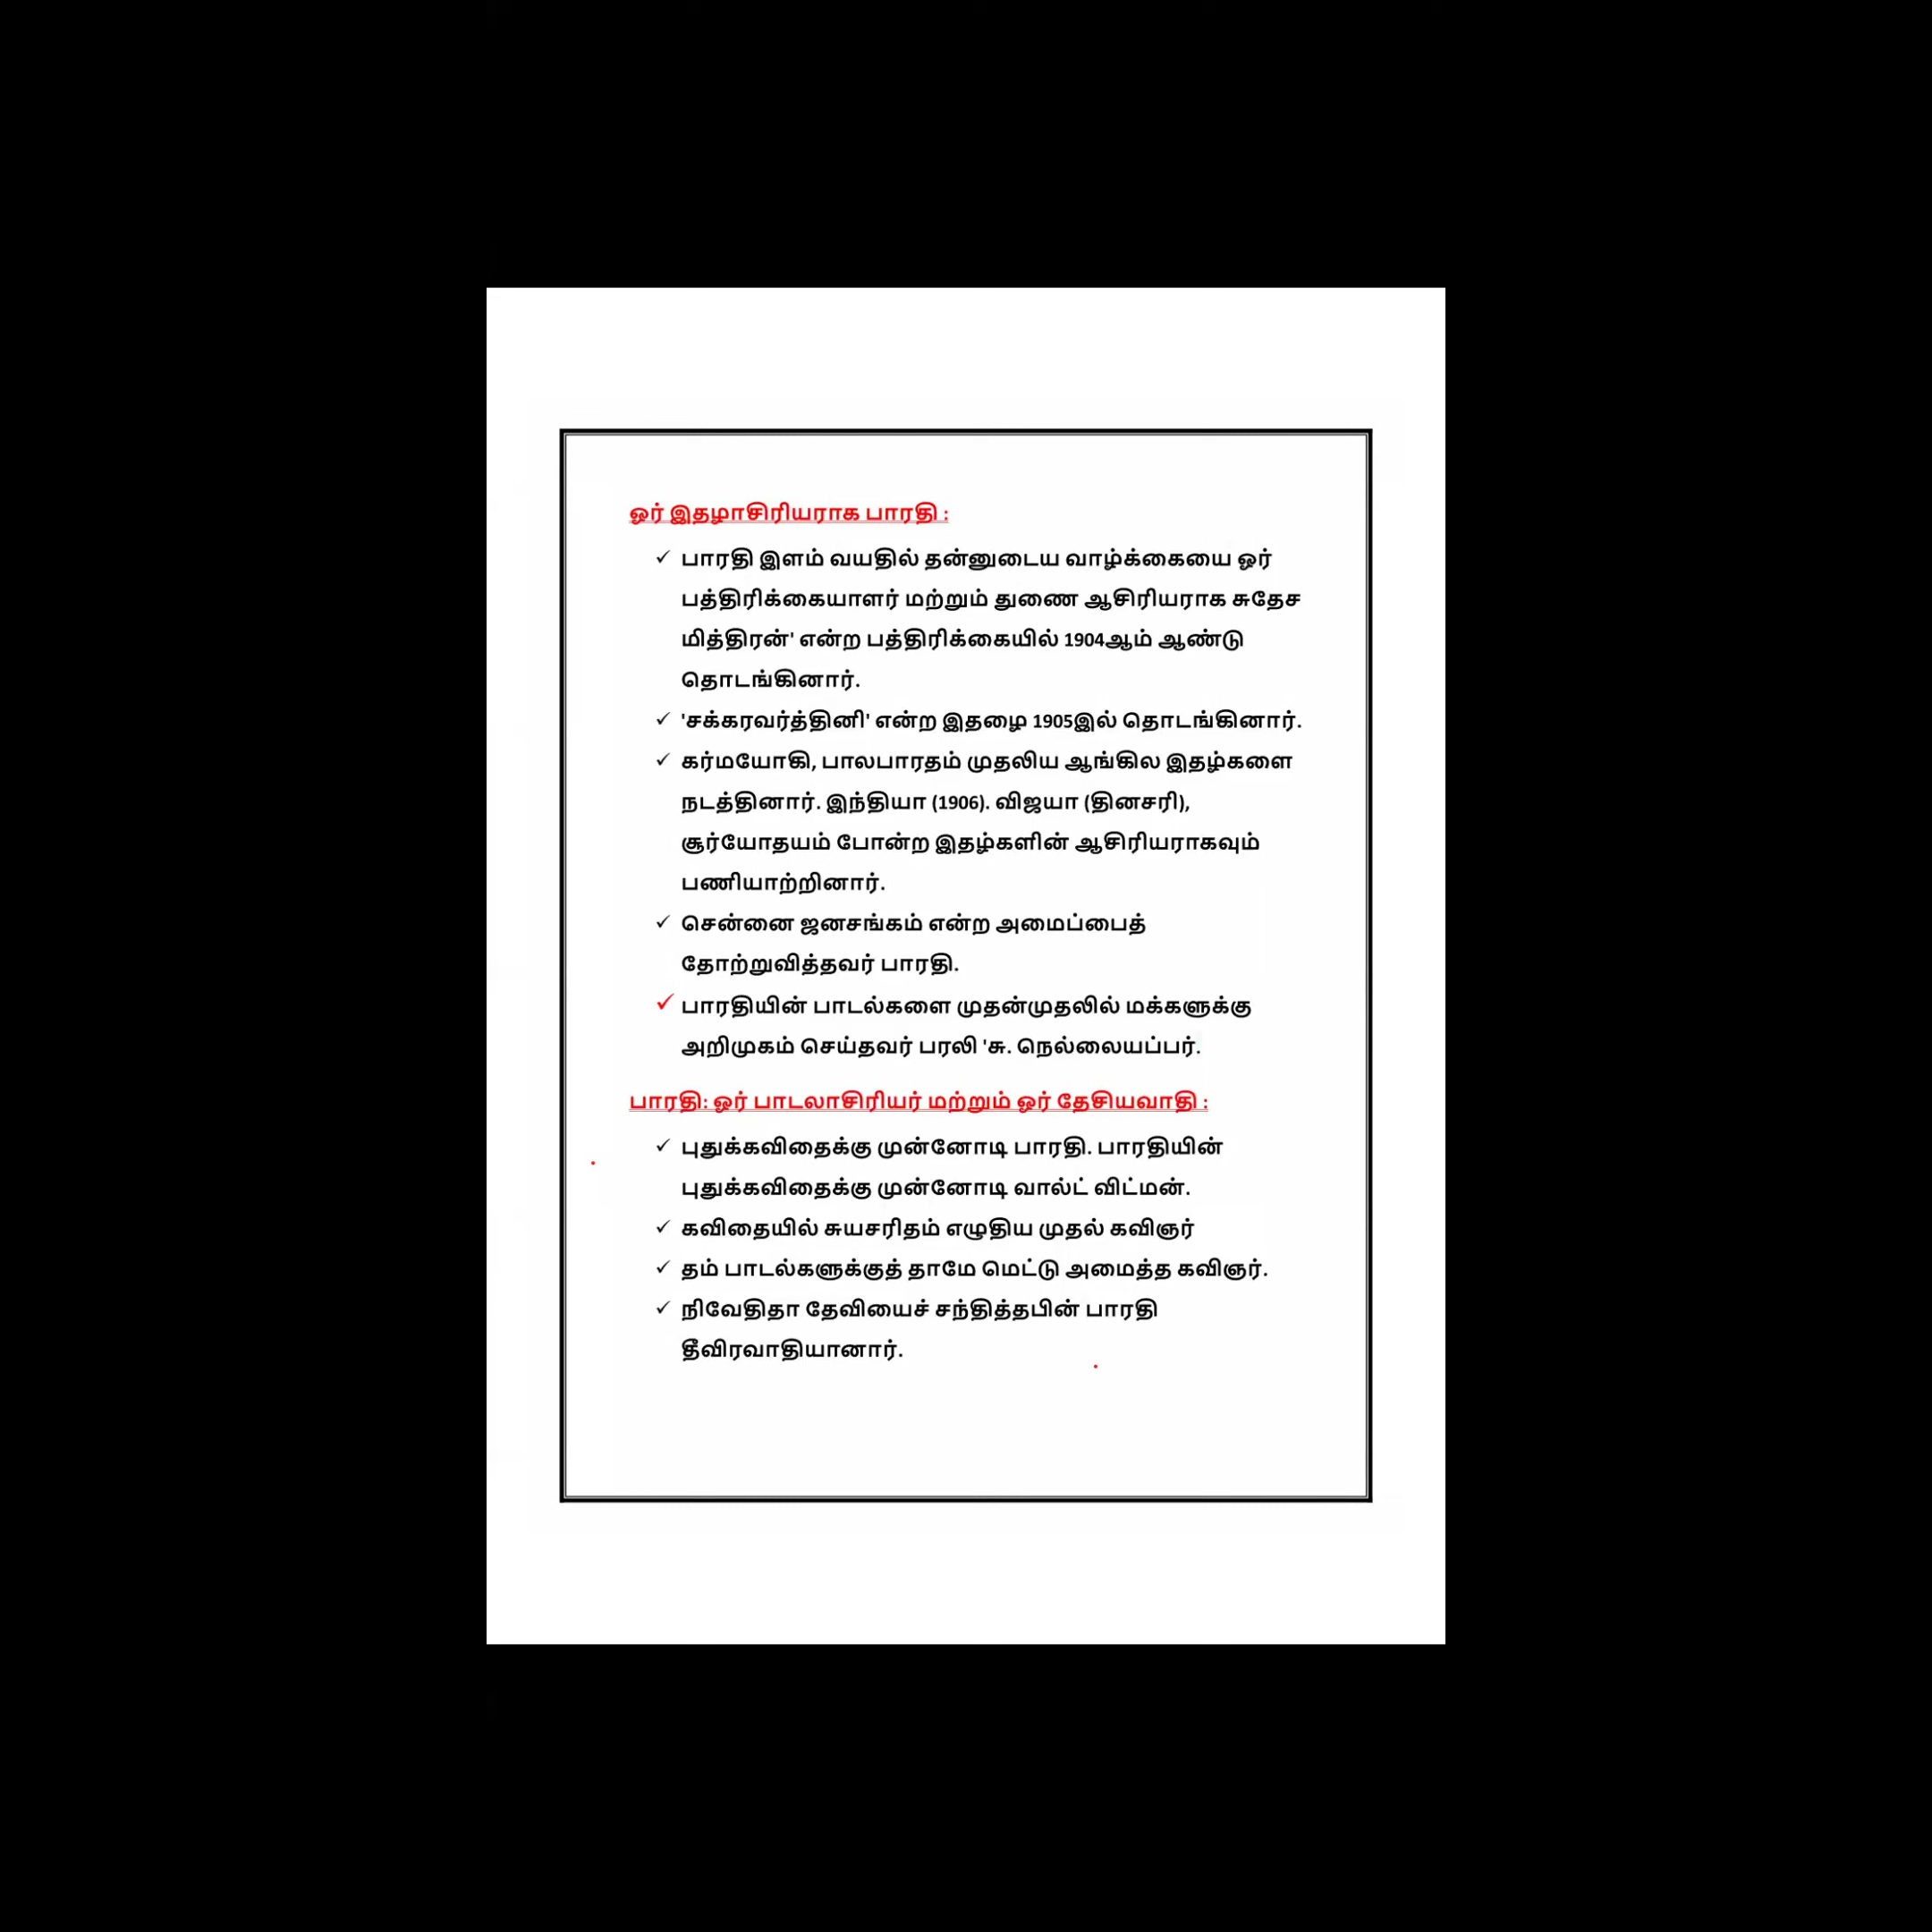 ஓர் இதழாசிரியராக பாரதி :
✓ பாரதி இளம் வயதில் தன்னுடைய வாழ்க்கையை ஓர்
பத்திரிக்கையாளர் மற்றும் துணை ஆசிரியராக சுதேச
மித்திரன்' என்ற பத்திரிக்கையில் 1904ஆம் ஆண்டு
தொடங்கினார்.
✓ 'சக்கரவர்த்தினி' என்ற இதழை 1905இல் தொடங்கினார்.
✓ கர்மயோகி, பாலபாரதம் முதலிய ஆங்கில இதழ்களை
நடத்தினார். இந்தியா (1906). விஜயா (தினசரி),
சூர்யோதயம் போன்ற இதழ்களின் ஆசிரியராகவும்
பணியாற்றினார்.
✓ சென்னை ஜனசங்கம் என்ற அமைப்பைத்
தோற்றுவித்தவர் பாரதி.
✓ பாரதியின் பாடல்களை முதன்முதலில் மக்களுக்கு
அறிமுகம் செய்தவர் பரலி 'சு. நெல்லையப்பர்.
பாரதி: ஓர் பாடலாசிரியர் மற்றும் ஓர் தேசியவாதி :
✓ புதுக்கவிதைக்கு முன்னோடி பாரதி. பாரதியின்
புதுக்கவிதைக்கு முன்னோடி வால்ட் விட்மன்.
✓ கவிதையில் சுயசரிதம் எழுதிய முதல் கவிஞர்
✓ தம் பாடல்களுக்குத் தாமே மெட்டு அமைத்த கவிஞர்.
✓ நிவேதிதா தேவியைச் சந்தித்தபின் பாரதி
தீவிரவாதியானார்.